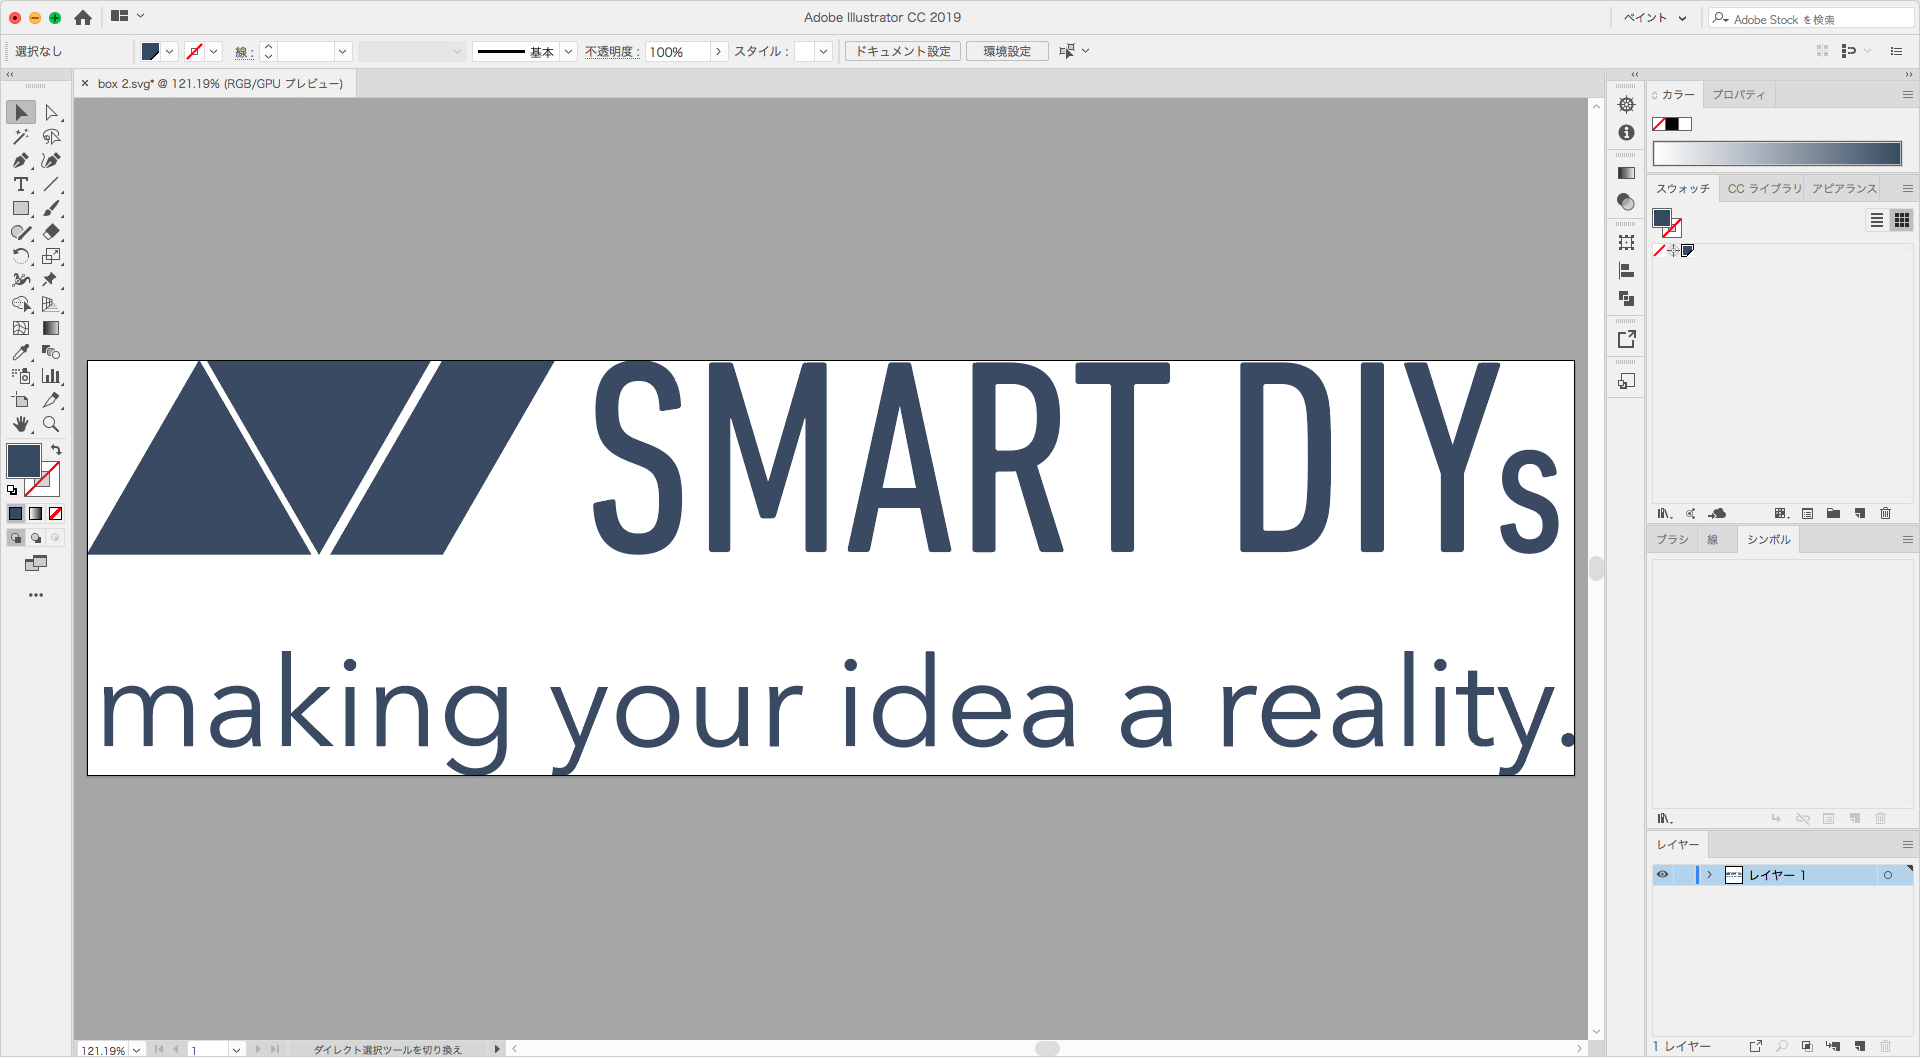 Adobe Illustrator CC 2019
ペイント
Adobe Stock を検索
選択なし
線 :
基本
不透明度 :
100%
スタイル :
ドキュメント設定
環境設定
× box 2.svg* @ 121.19% (RGB/GPU プレビュー)
カラー
プロパティ
スウォッチ
CC ライブラリ
アピアランス
SMART DIYs
making your idea a reality.
ブラシ
線
シンボル
レイヤー
レイヤー 1
121.19%
1
ダイレクト選択ツールを切り換え
1 レイヤー